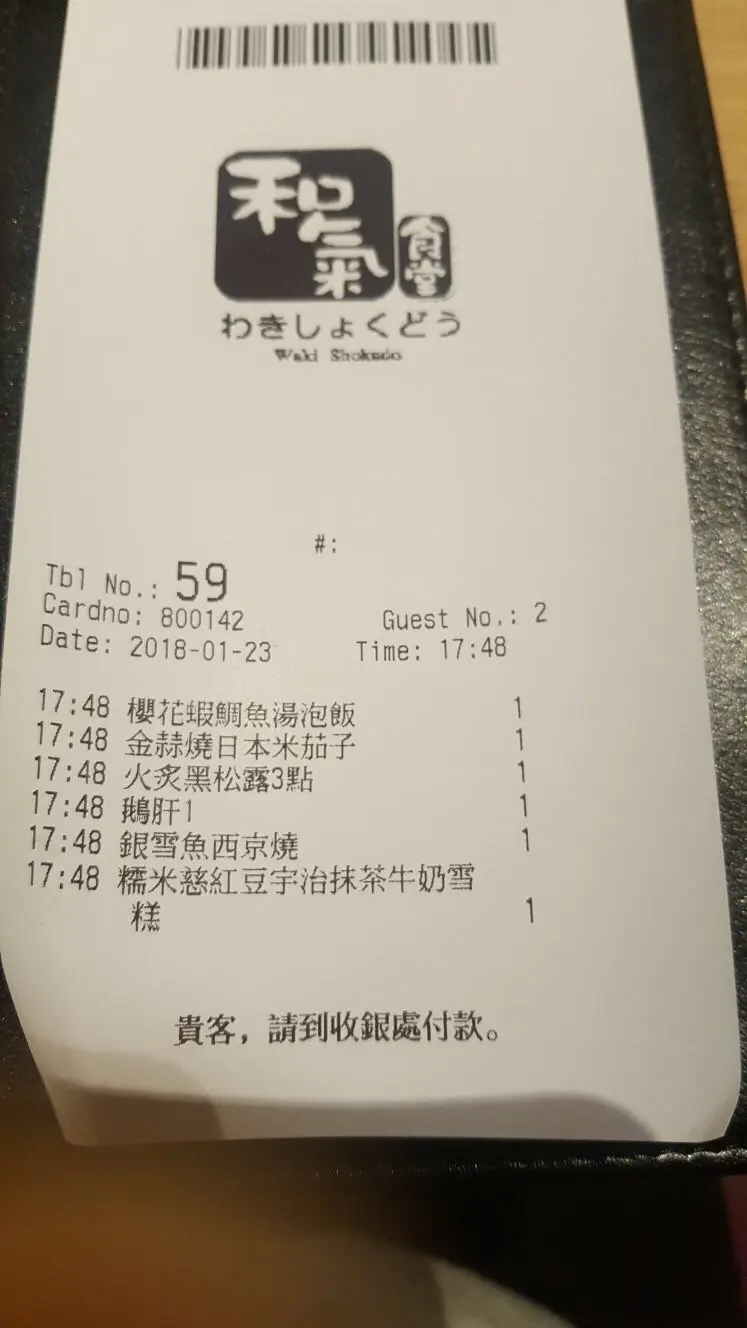 和氣
食堂
わきしょくどう
Waki Shokudo
#:
Tbl No.: 59
Cardno: 800142 Guest No.: 2
Date: 2018-01-23 Time: 17:48
17:48 櫻花蝦鯛魚湯泡飯 1
17:48 金赫燒日本米茄子 1
17:48 火炙黑松露3點 1
17:48 鵝肝1 1
17:48 銀雪魚西京燒 1
17:48 糯米慈紅豆宇治抹茶牛奶雪
糕 1
貴客，請到收銀處付款。